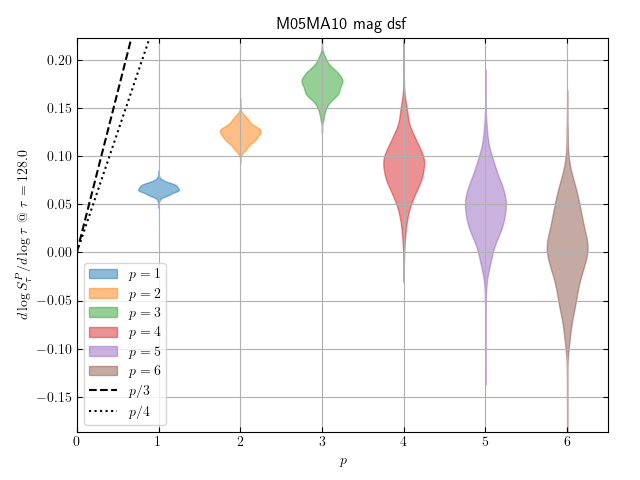 M05MA10 mag dsf
d log S_τ^P / d log τ @ τ = 128.0
0.20
0.15
0.10
0.05
0.00
−0.05
−0.10
−0.15
p = 1
p = 2
p = 3
p = 4
p = 5
p = 6
p/3
p/4
0 1 2 3 4 5 6
p